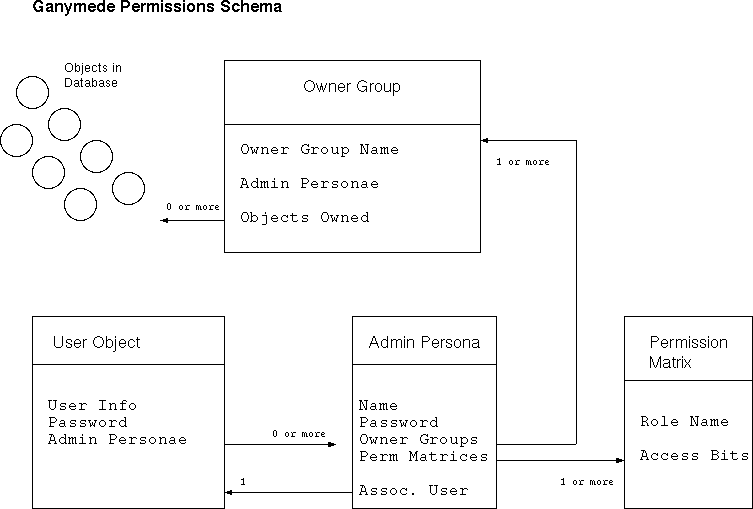 Ganymede Permissions Schema
Objects in
Database
Owner Group
Owner Group Name
Admin Personae
Objects Owned
0 or more
1 or more
User Object
User Info
Password
Admin Personae
0 or more
1
Admin Persona
Name
Password
Owner Groups
Perm Matrices
Assoc. User
1 or more
Permission
Matrix
Role Name
Access Bits